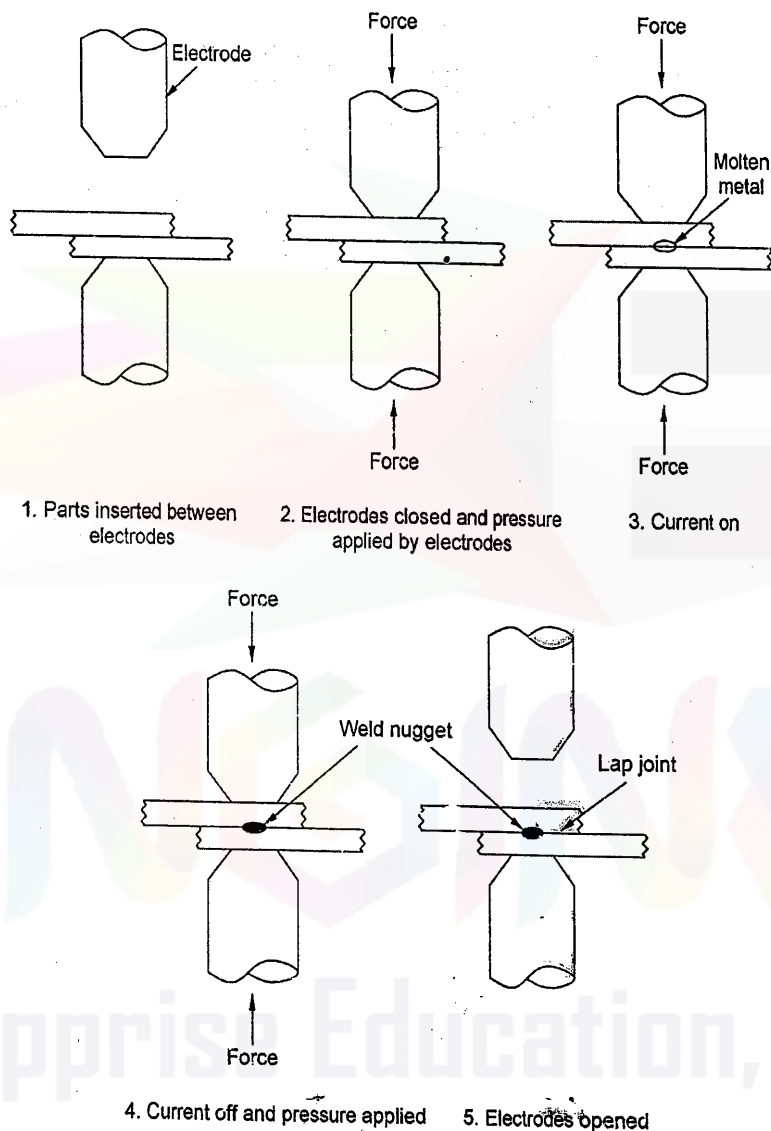 Force
Force
Electrode
Molten
metal
Force
Force
1. Parts inserted between
electrodes
2. Electrodes closed and pressure
applied by electrodes
3. Current on
Force
Weld nugget
Lap joint
Force
pprise Education,
4. Current off and pressure applied
5. Electrodes opened